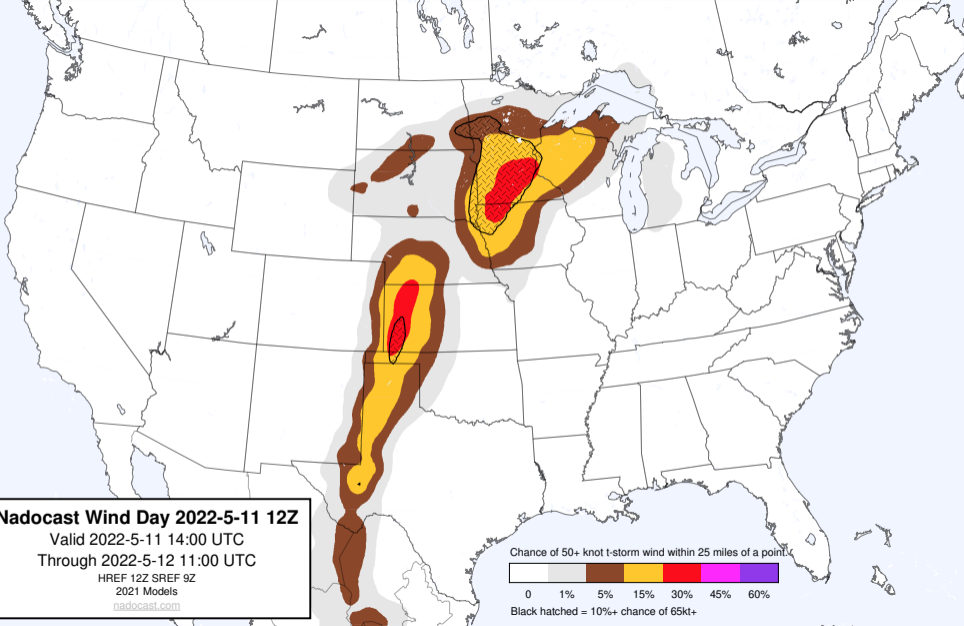 Nadocast Wind Day 2022-5-11 12Z
Valid 2022-5-11 14:00 UTC
Through 2022-5-12 11:00 UTC
HREF 12Z SREF 9Z
2021 Models
nadocast.com
Chance of 50+ knot t-storm wind within 25 miles of a point.
0 1% 5% 15% 30% 45% 60%
Black hatched = 10%+ chance of 65kt+